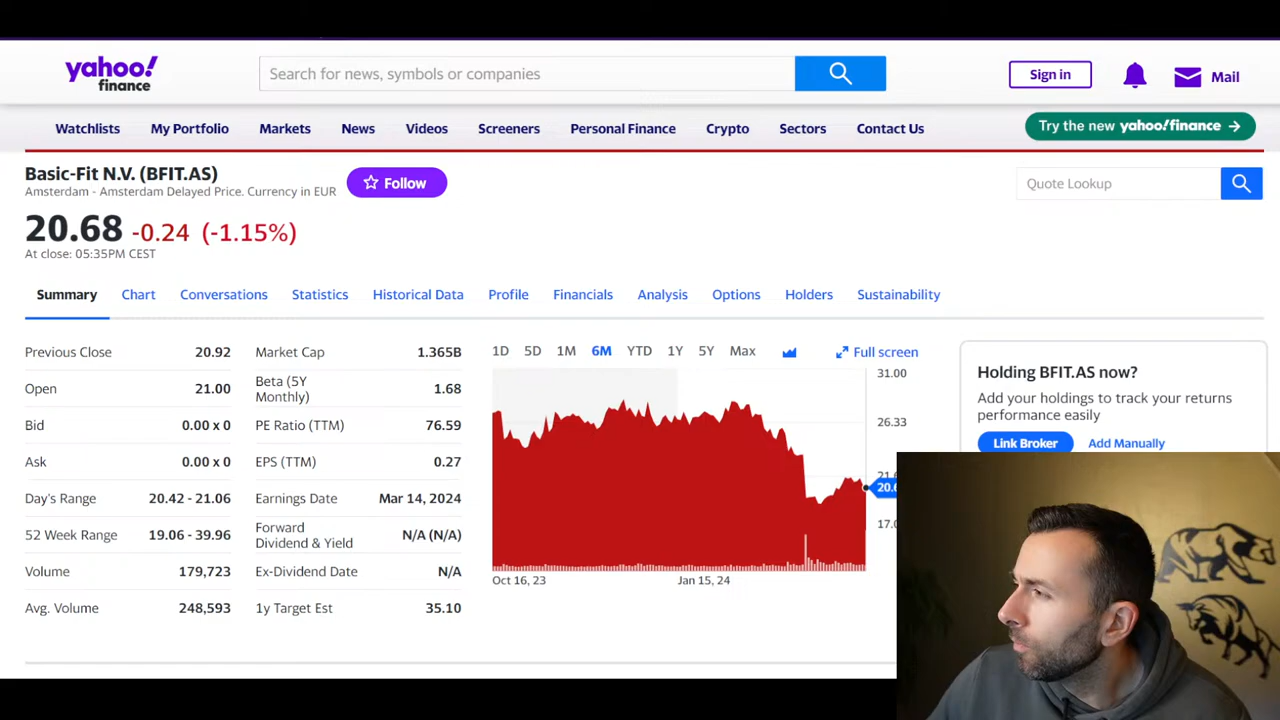 yahoo!
finance
Search for news, symbols or companies
Sign in
Mail
Watchlists
My Portfolio
Markets
News
Videos
Screeners
Personal Finance
Crypto
Sectors
Contact Us
Try the new yahoo!finance
Basic-Fit N.V. (BFIT.AS)
Amsterdam - Amsterdam Delayed Price. Currency in EUR
Follow
Quote Lookup
20.68 -0.24 (-1.15%)
At close: 05:35PM CEST
Summary
Chart
Conversations
Statistics
Historical Data
Profile
Financials
Analysis
Options
Holders
Sustainability
Previous Close 20.92
Open 21.00
Bid 0.00 x 0
Ask 0.00 x 0
Day's Range 20.42 - 21.06
52 Week Range 19.06 - 39.96
Volume 179,723
Avg. Volume 248,593
Market Cap 1.365B
Beta (5Y
Monthly) 1.68
PE Ratio (TTM) 76.59
EPS (TTM) 0.27
Earnings Date Mar 14, 2024
Forward
Dividend & Yield N/A (N/A)
Ex-Dividend Date N/A
1y Target Est 35.10
1D 5D 1M 6M YTD 1Y 5Y Max
Full screen
31.00
26.33
Oct 16, 23
Jan 15, 24
Holding BFIT.AS now?
Add your holdings to track your returns
performance easily
Link Broker
Add Manually